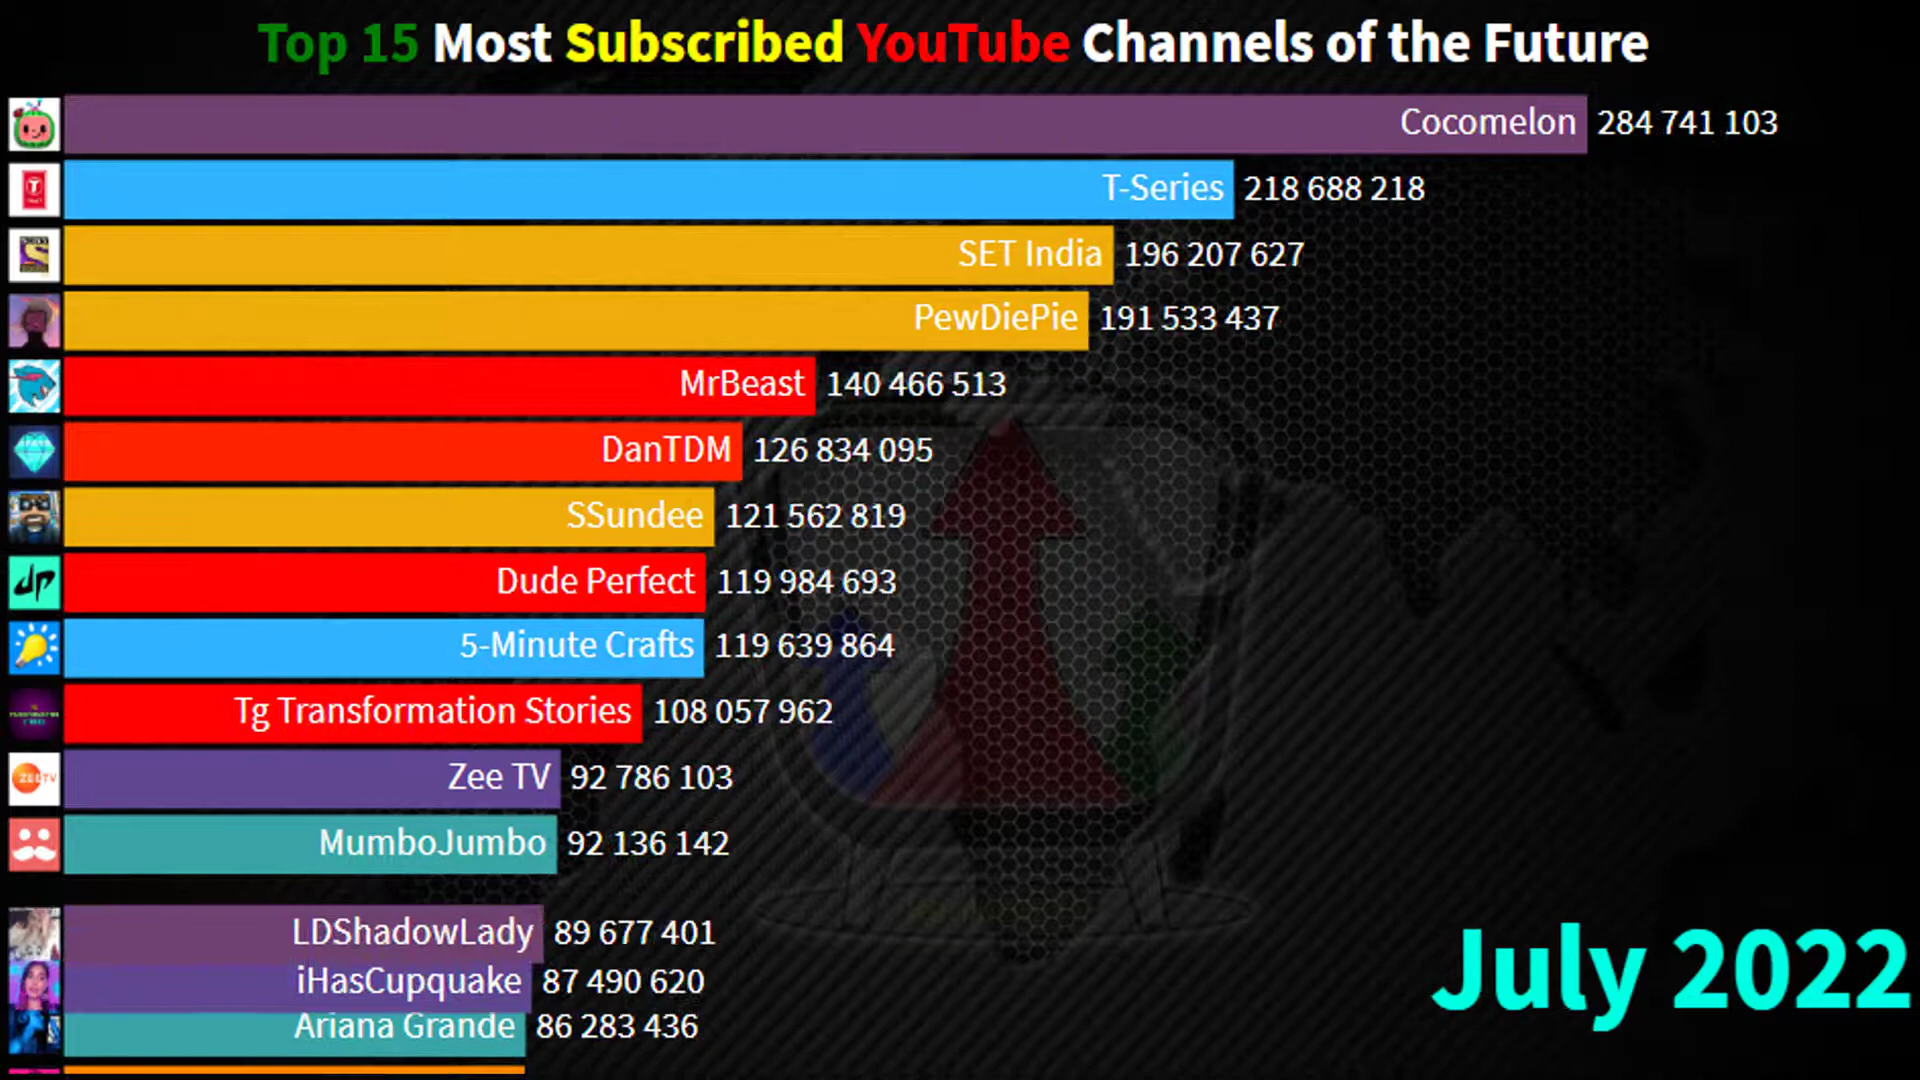 Top 15 Most Subscribed YouTube Channels of the Future
Cocomelon 284 741 103
T-Series 218 688 218
SET India 196 207 627
PewDiePie 191 533 437
MrBeast 140 466 513
DanTDM 126 834 095
SSundee 121 562 819
dp Dude Perfect 119 984 693
5-Minute Crafts 119 639 864
Tg Transformation Stories 108 057 962
ZEE TV Zee TV 92 786 103
MumboJumbo 92 136 142
LDShadowLady 89 677 401
iHasCupquake 87 490 620
Ariana Grande 86 283 436
July 2022